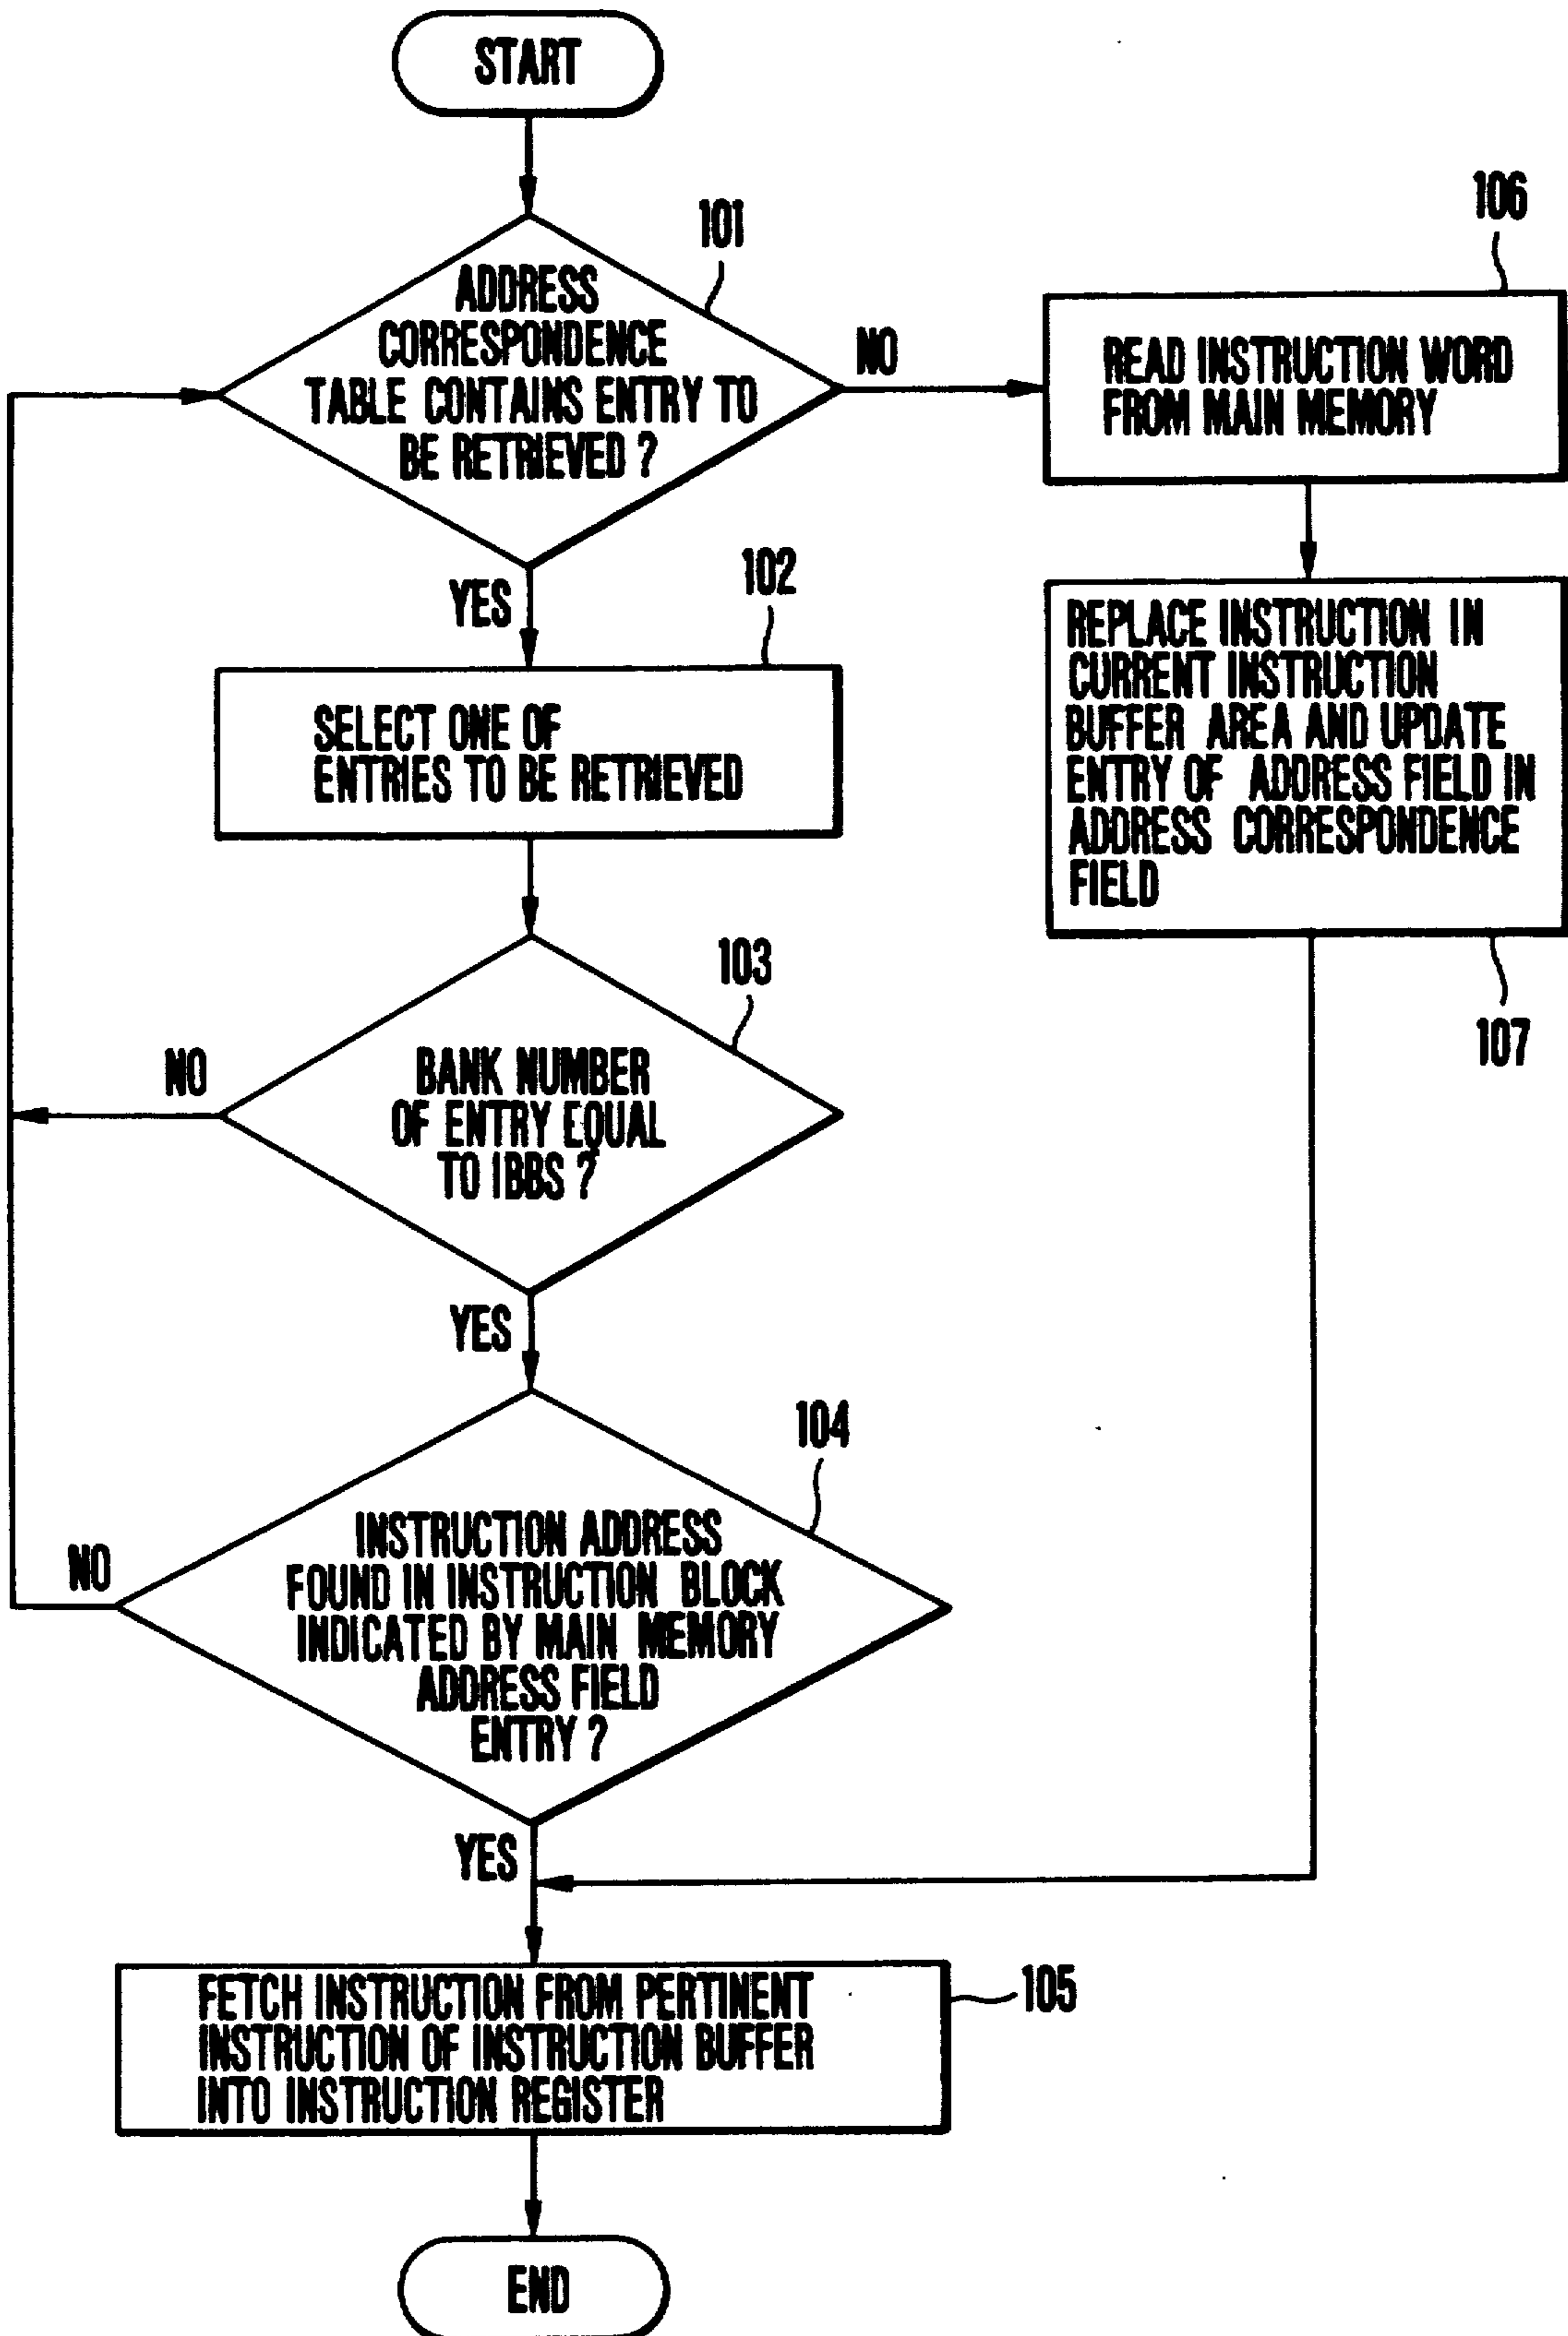 START
101
ADDRESS
CORRESPONDENCE
TABLE CONTAINS ENTRY TO
BE RETRIEVED ?
NO
106
READ INSTRUCTION WORD
FROM MAIN MEMORY
YES
102
SELECT ONE OF
ENTRIES TO BE RETRIEVED
REPLACE INSTRUCTION IN
CURRENT INSTRUCTION
BUFFER AREA AND UPDATE
ENTRY OF ADDRESS FIELD IN
ADDRESS CORRESPONDENCE
FIELD
107
103
BANK NUMBER
OF ENTRY EQUAL
TO IBBS ?
NO
YES
104
INSTRUCTION ADDRESS
FOUND IN INSTRUCTION BLOCK
INDICATED BY MAIN MEMORY
ADDRESS FIELD
ENTRY ?
NO
YES
FETCH INSTRUCTION FROM PERTINENT
INSTRUCTION OF INSTRUCTION BUFFER
INTO INSTRUCTION REGISTER
105
END